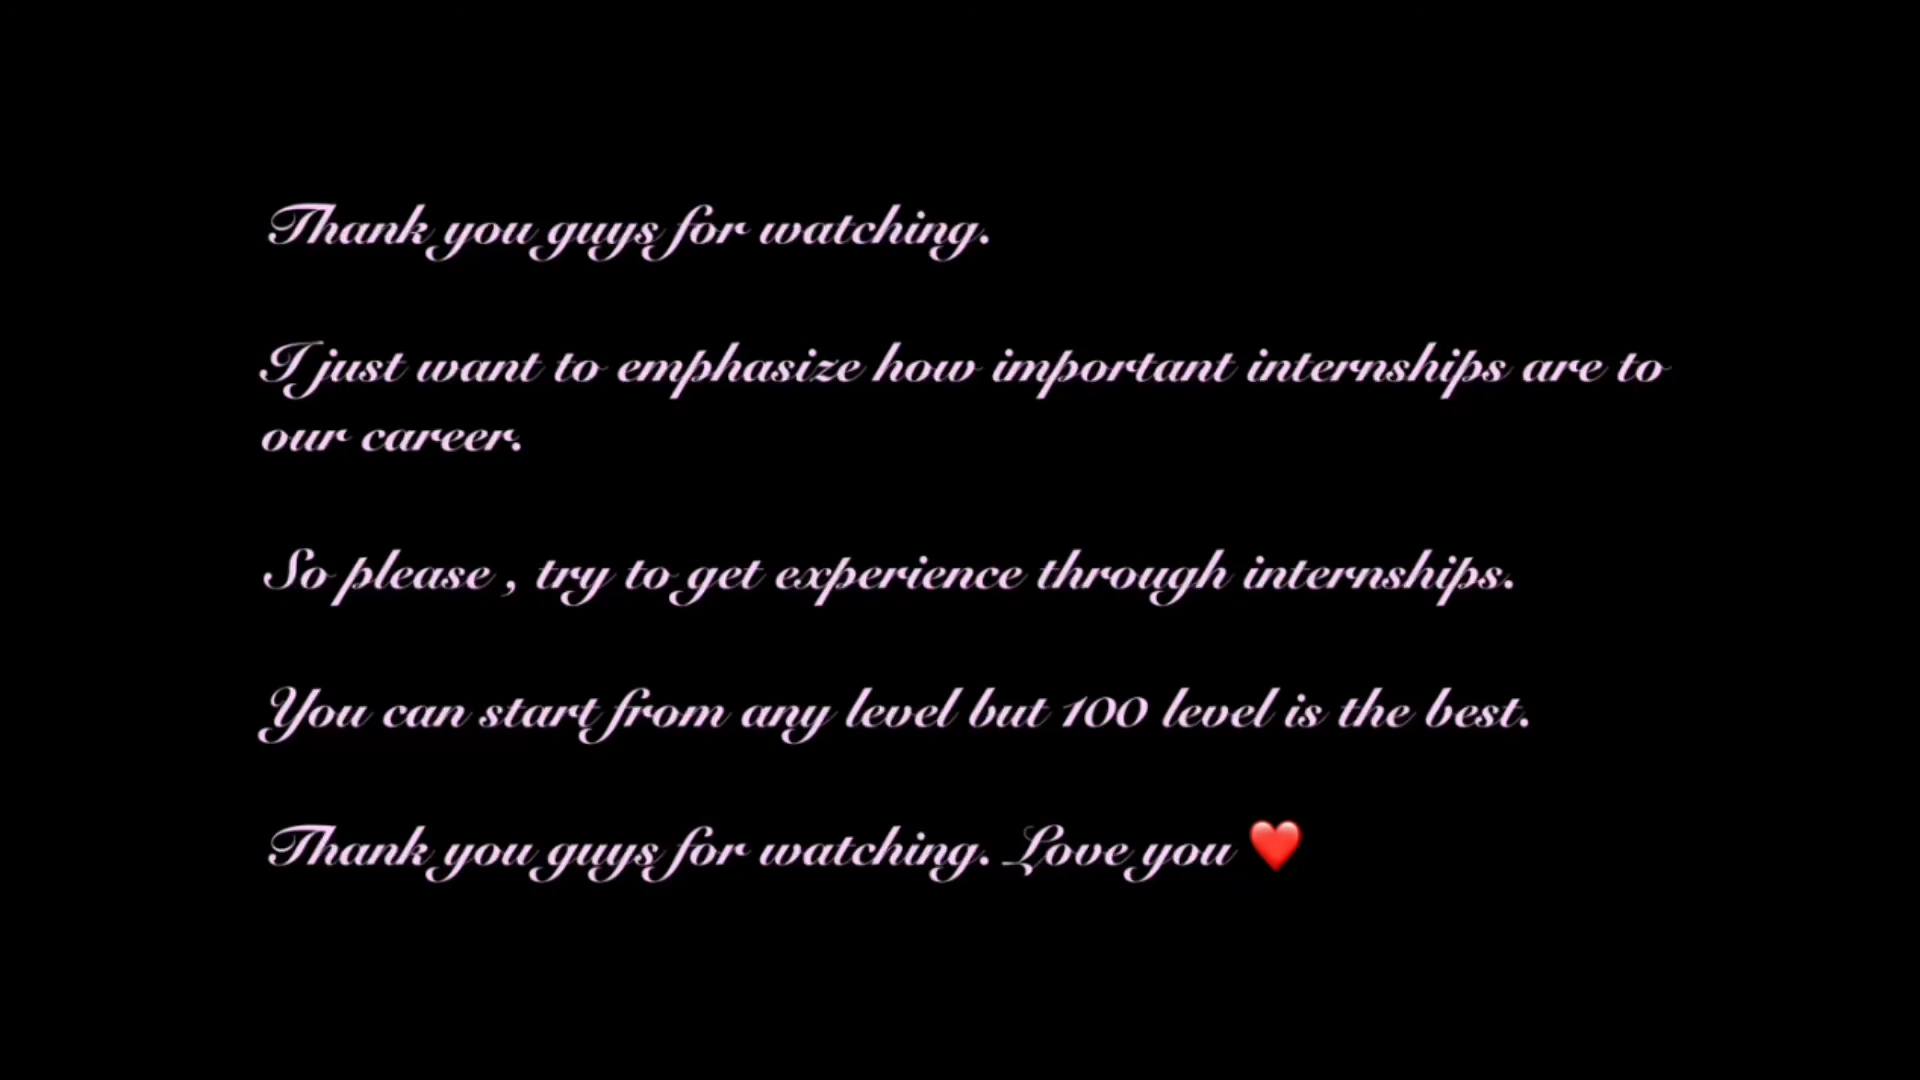 Thank you guys for watching.
I just want to emphasize how important internships are to
our career.
So please , try to get experience through internships.
You can start from any level but 100 level is the best.
Thank you guys for watching. Love you ❤️